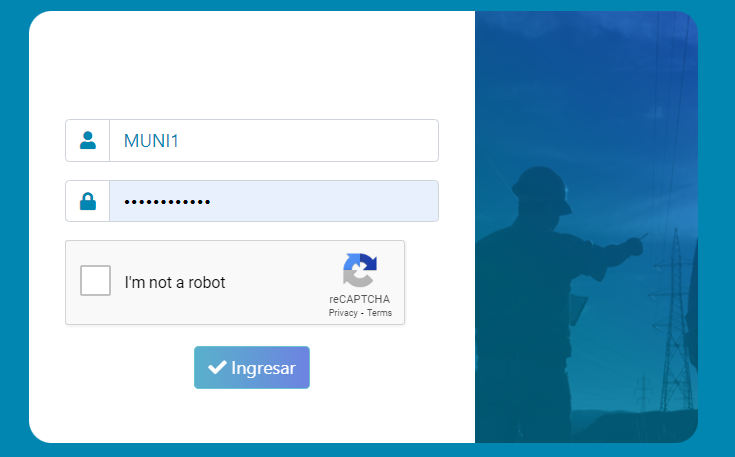 MUNI1
••••••••••••
I'm not a robot
reCAPTCHA
Privacy - Terms
Ingresar